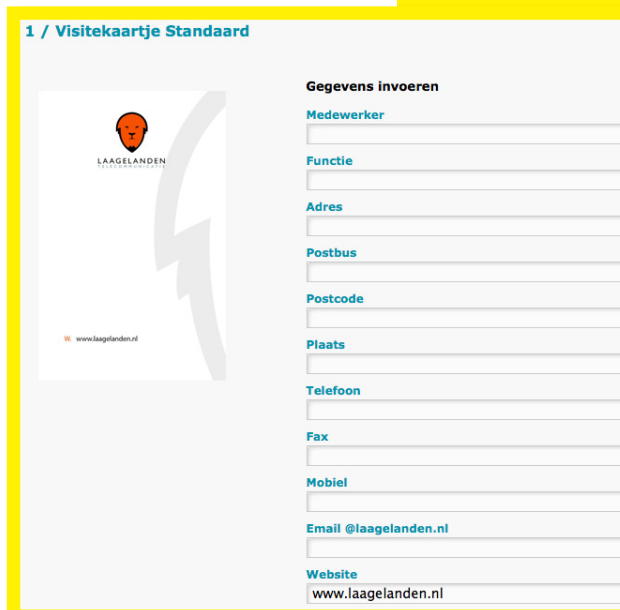 1 / Visitekaartje Standaard
LAAGELANDEN
TELECOMMUNICATIE
W. www.laagelanden.nl
Gegevens invoeren
Medewerker
Functie
Adres
Postbus
Postcode
Plaats
Telefoon
Fax
Mobiel
Email @laagelanden.nl
Website
www.laagelanden.nl